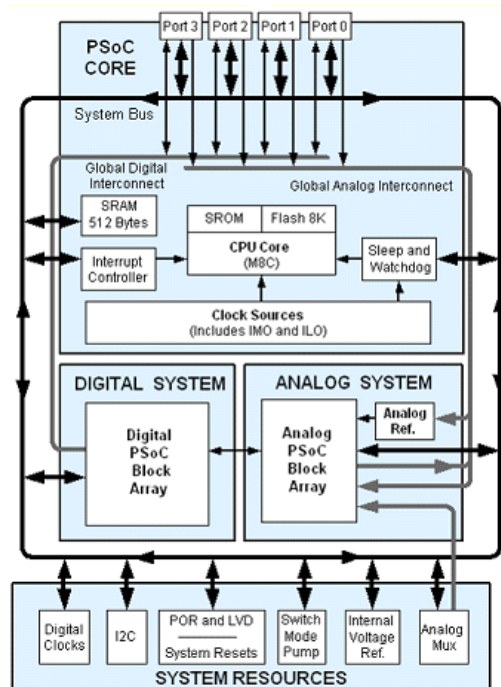 Port 3 Port 2 Port 1 Port 0
PSoC
CORE
System Bus
Global Digital
Interconnect
Global Analog Interconnect
SRAM
512 Bytes
SROM
Flash 8K
CPU Core
(M8C)
Interrupt
Controller
Sleep and
Watchdog
Clock Sources
(Includes IMO and ILO)
DIGITAL SYSTEM
Digital
PSoC
Block
Array
ANALOG SYSTEM
Analog
PSoC
Block
Array
Analog
Ref.
Digital
Clocks
I2C
POR and LVD
System Resets
Switch
Mode
Pump
Internal
Voltage
Ref.
Analog
Mux
SYSTEM RESOURCES